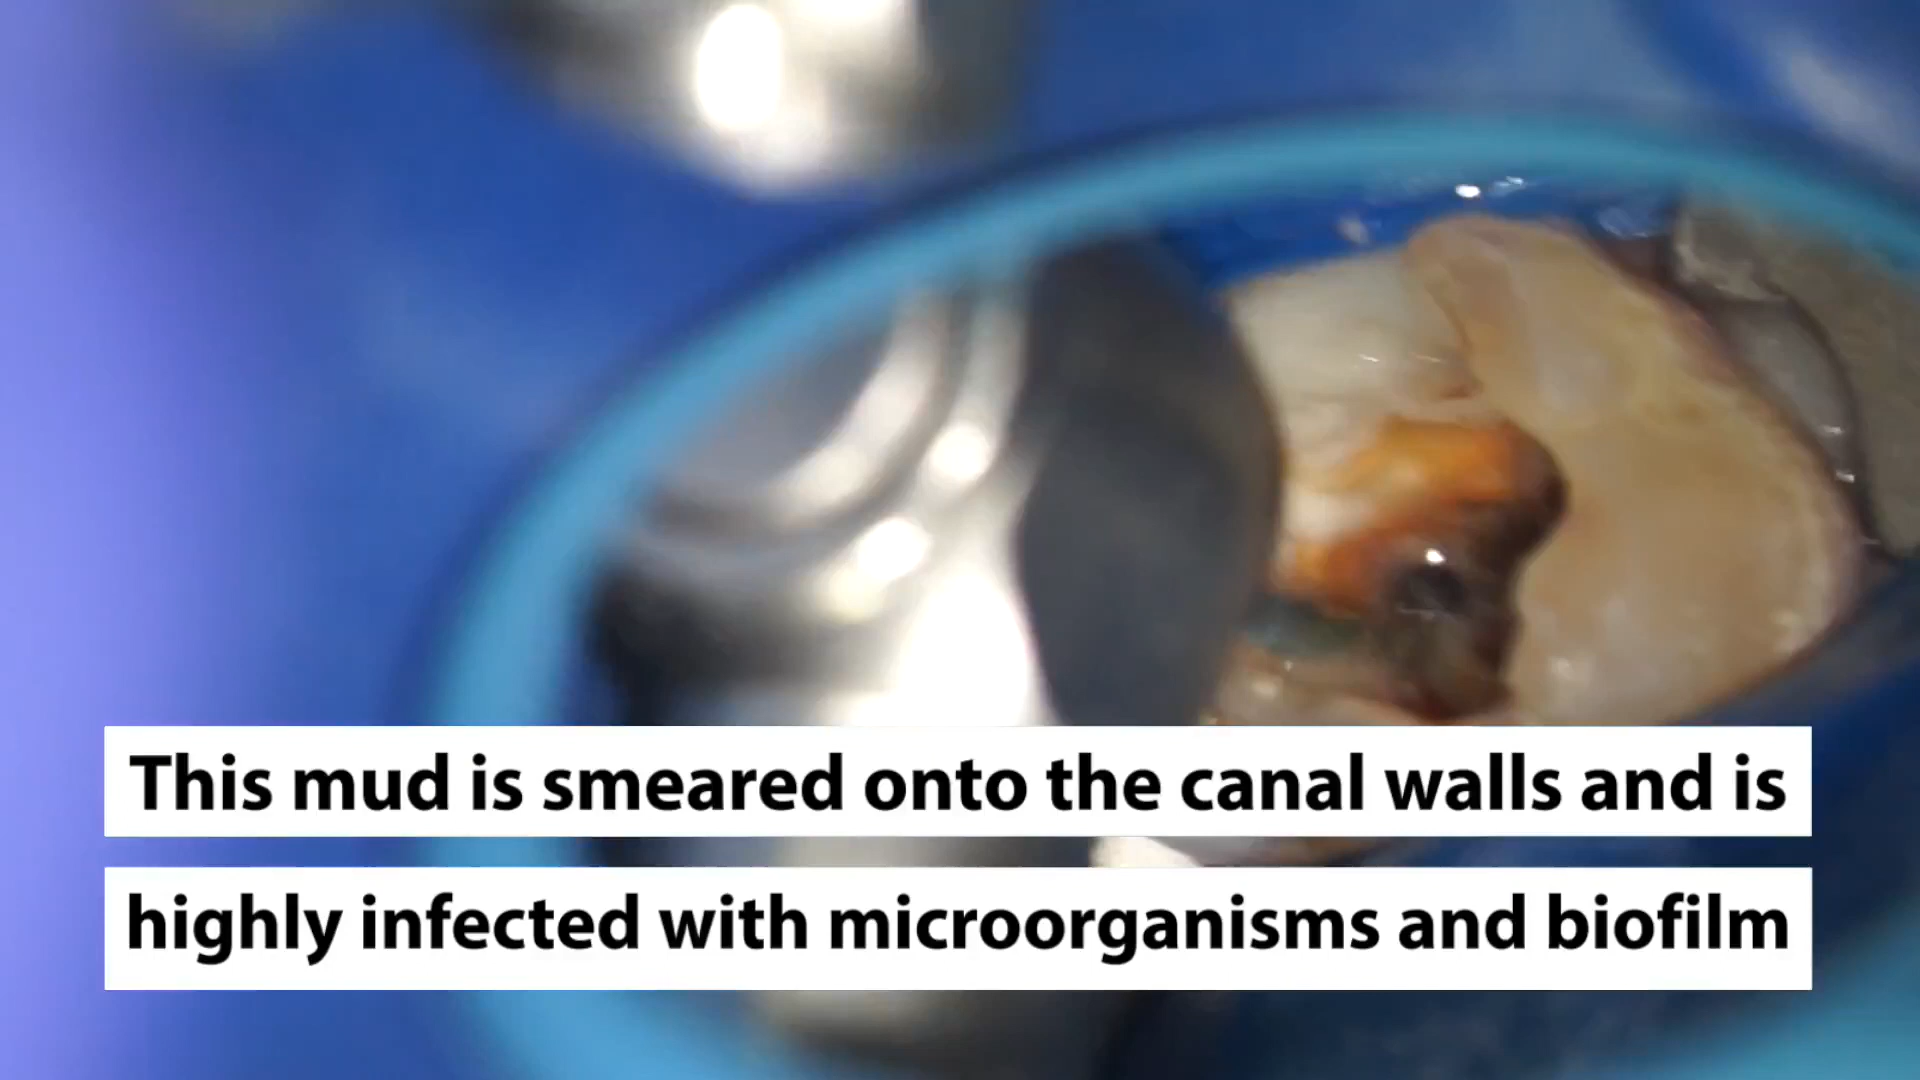 This mud is smeared onto the canal walls and is
highly infected with microorganisms and biofilm